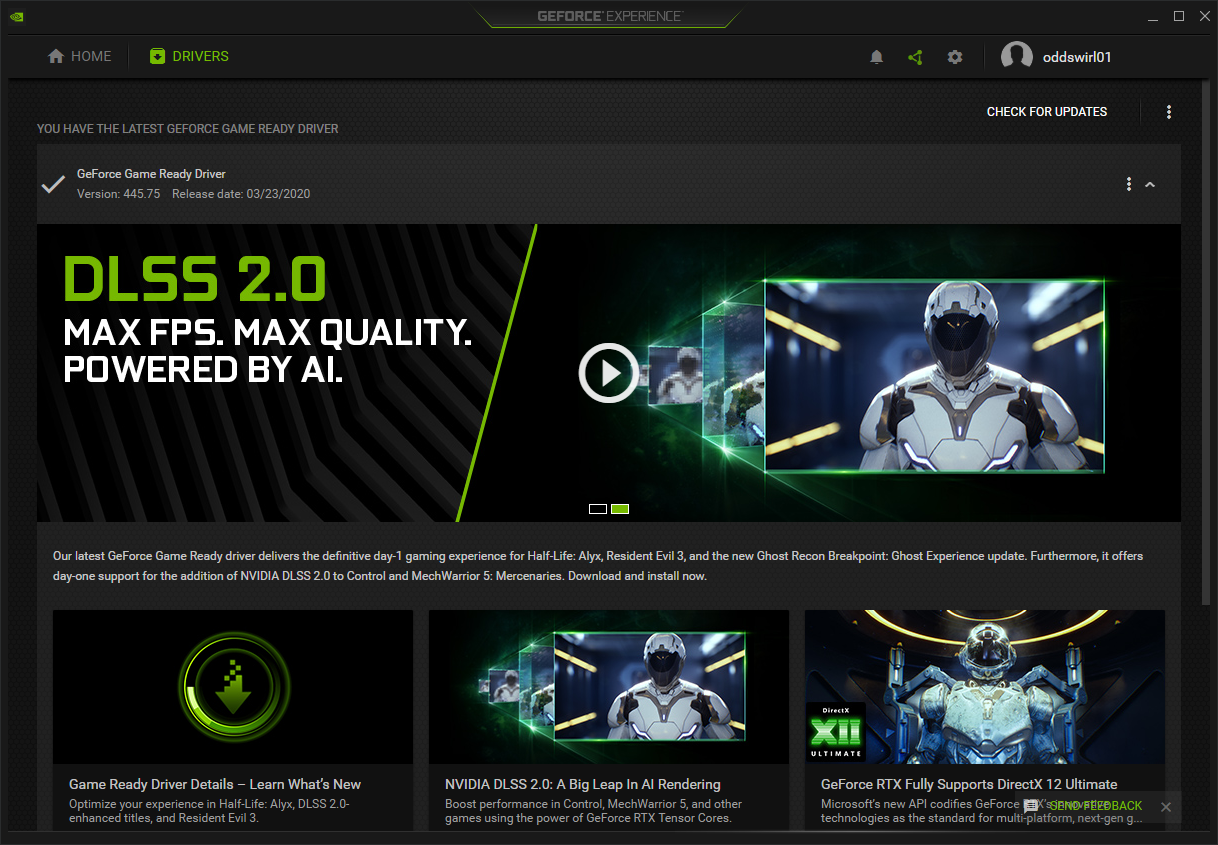 GEFORCE® EXPERIENCE™
HOME
DRIVERS
oddswirl01
CHECK FOR UPDATES
YOU HAVE THE LATEST GEFORCE GAME READY DRIVER
GeForce Game Ready Driver
Version: 445.75 Release date: 03/23/2020
DLSS 2.0
MAX FPS. MAX QUALITY.
POWERED BY AI.
Our latest GeForce Game Ready driver delivers the definitive day-1 gaming experience for Half-Life: Alyx, Resident Evil 3, and the new Ghost Recon Breakpoint: Ghost Experience update. Furthermore, it offers
day-one support for the addition of NVIDIA DLSS 2.0 to Control and MechWarrior 5: Mercenaries. Download and install now.
Game Ready Driver Details – Learn What's New
Optimize your experience in Half-Life: Alyx, DLSS 2.0-
enhanced titles, and Resident Evil 3.
NVIDIA DLSS 2.0: A Big Leap In AI Rendering
Boost performance in Control, MechWarrior 5, and other
games using the power of GeForce RTX Tensor Cores.
DirectX
XII
ULTIMATE
GeForce RTX Fully Supports DirectX 12 Ultimate
Microsoft's new API codifies GeForce
technologies as the standard for multi-platform, next-gen g...
SEND FEEDBACK